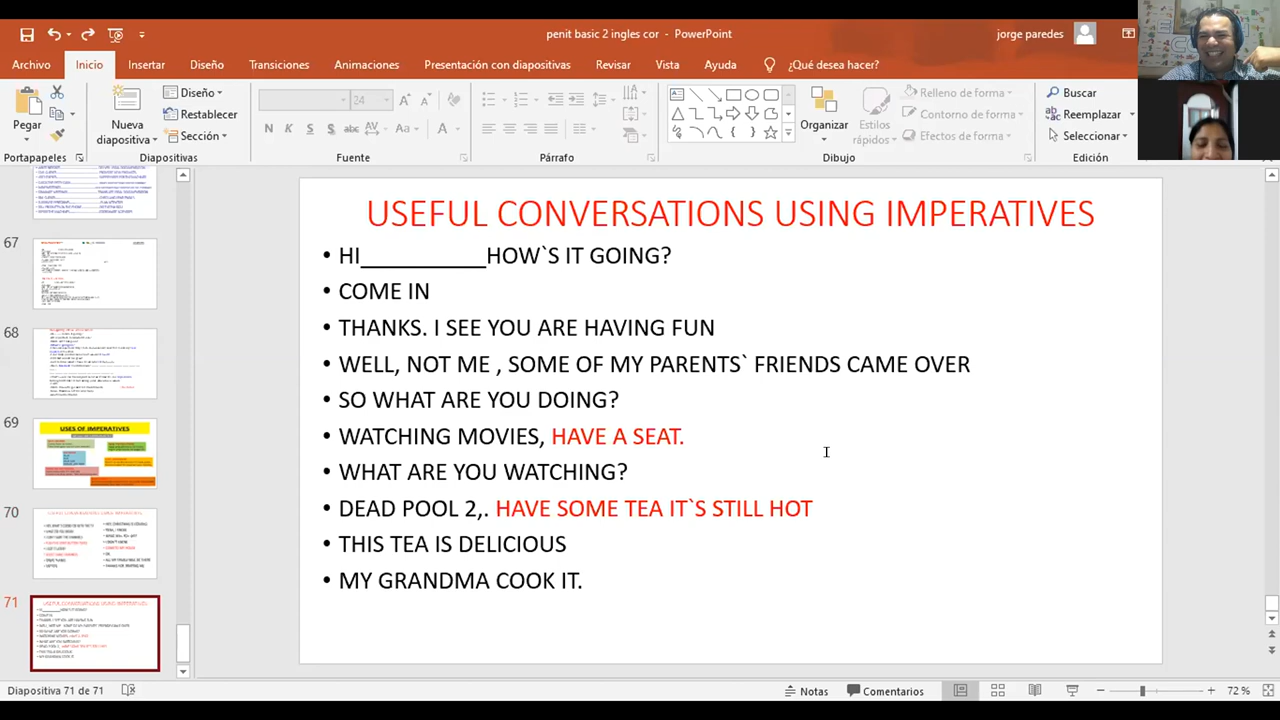 penit basic 2 ingles cor - PowerPoint
jorge paredes
Archivo Inicio Insertar Diseño Transiciones Animaciones Presentación con diapositivas Revisar Vista Ayuda ¿Qué desea hacer?
Pegar
Portapapeles
Nueva diapositiva
Diseño
Restablecer
Sección
Diapositivas
24
N K S abc AV Aa A
Fuente
Párrafo
Organizar
Estilos rápidos
Relleno de forma
Contorno de forma
Efectos de forma
Dibujo
Buscar
Reemplazar
Seleccionar
Edición
67
68
69
USES OF IMPERATIVES
70
71
USEFUL CONVERSATIONS USING IMPERATIVES
• HI__________HOW`S IT GOING?
• COME IN
• THANKS. I SEE YOU ARE HAVING FUN
• WELL, NOT ME , SOME OF MY PARENTS` FRIENDS CAME OVER
• SO WHAT ARE YOU DOING?
• WATCHING MOVIES, HAVE A SEAT.
• WHAT ARE YOU WATCHING?
• DEAD POOL 2,. HAVE SOME TEA IT`S STILL HOT
• THIS TEA IS DELICIOUS.
• MY GRANDMA COOK IT.
Diapositiva 71 de 71
Notas
Comentarios
72 %